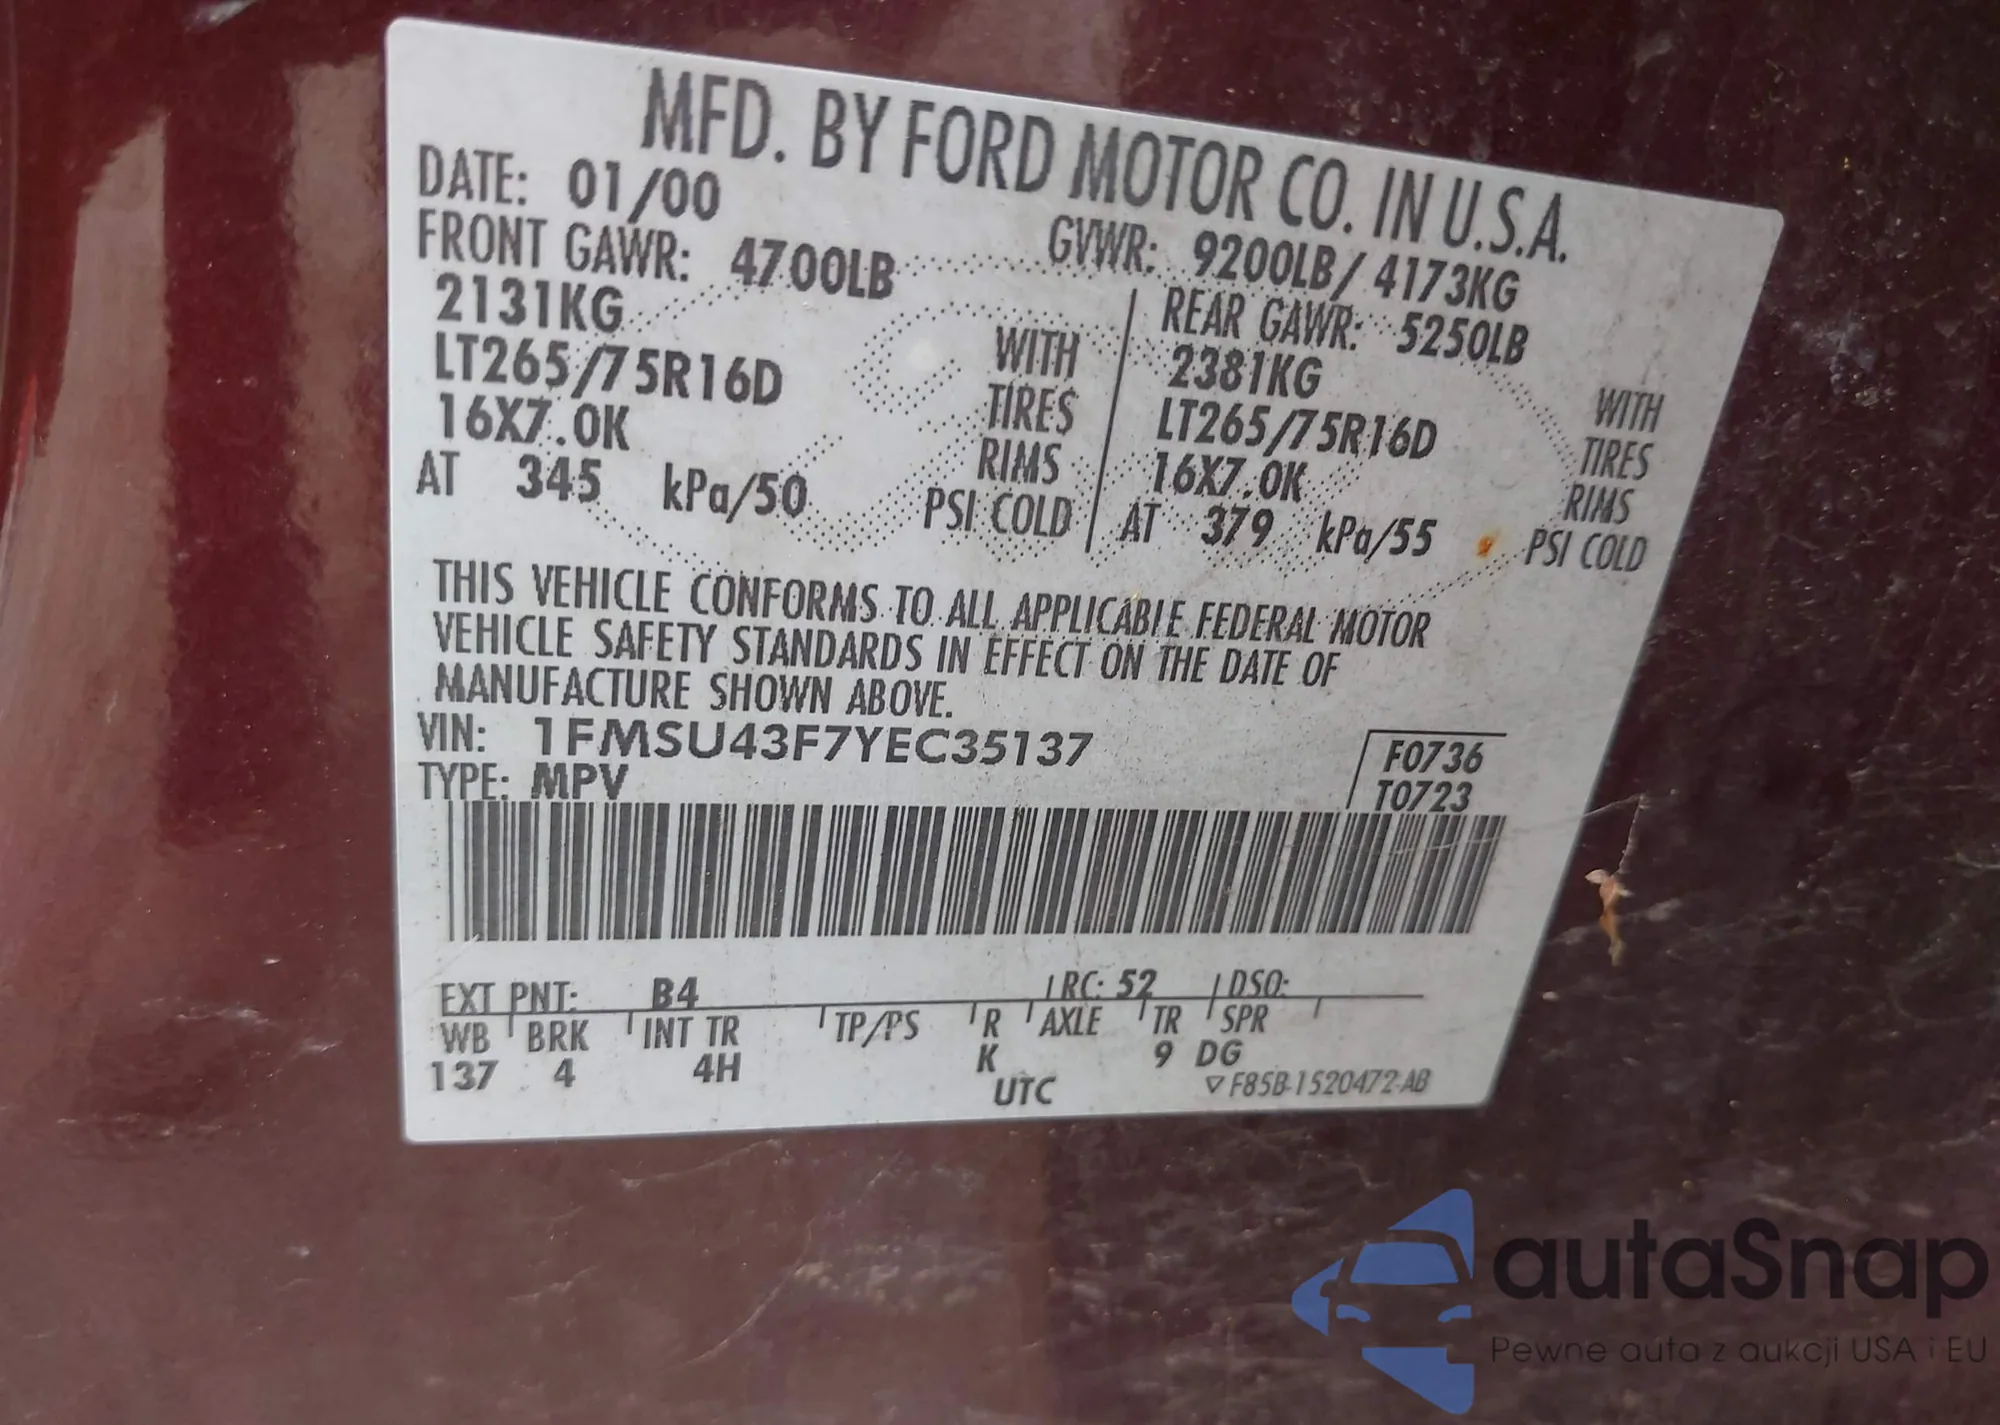 MFD. BY FORD MOTOR CO. IN U.S.A.
DATE: 01/00 GVWR: 9200LB/ 4173KG
FRONT GAWR: 4700LB REAR GAWR: 5250LB
2131KG WITH 2381KG WITH
LT265/75R16D TIRES LT265/75R16D TIRES
16X7.0K RIMS 16X7.0K RIMS
AT 345 kPa/50 PSI COLD AT 379 kPa/55 PSI COLD
THIS VEHICLE CONFORMS TO ALL APPLICABLE FEDERAL MOTOR
VEHICLE SAFETY STANDARDS IN EFFECT ON THE DATE OF
MANUFACTURE SHOWN ABOVE.
VIN: 1FMSU43F7YEC35137 F0736
TYPE: MPV T0723
EXT PNT: B4 RC: 52 DSO:
WB BRK INT TR TP/PS R AXLE TR SPR
137 4 4H K 9 DG
UTC F85B-1520472-AB
autaSnap
Pewne auta z aukcji USA i EU